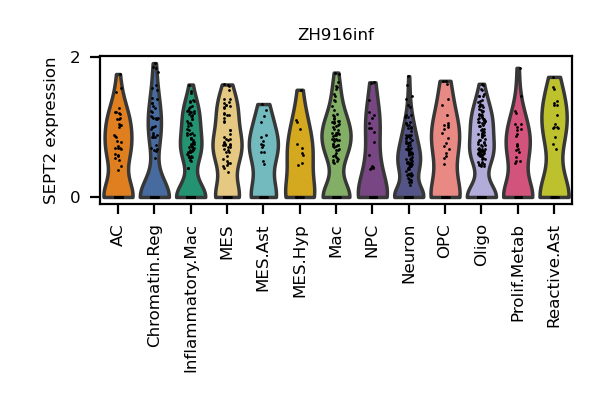 ZH916inf
SEPT2 expression
2
0
AC
Chromatin.Reg
Inflammatory.Mac
MES
MES.Ast
MES.Hyp
Mac
NPC
Neuron
OPC
Oligo
Prolif.Metab
Reactive.Ast